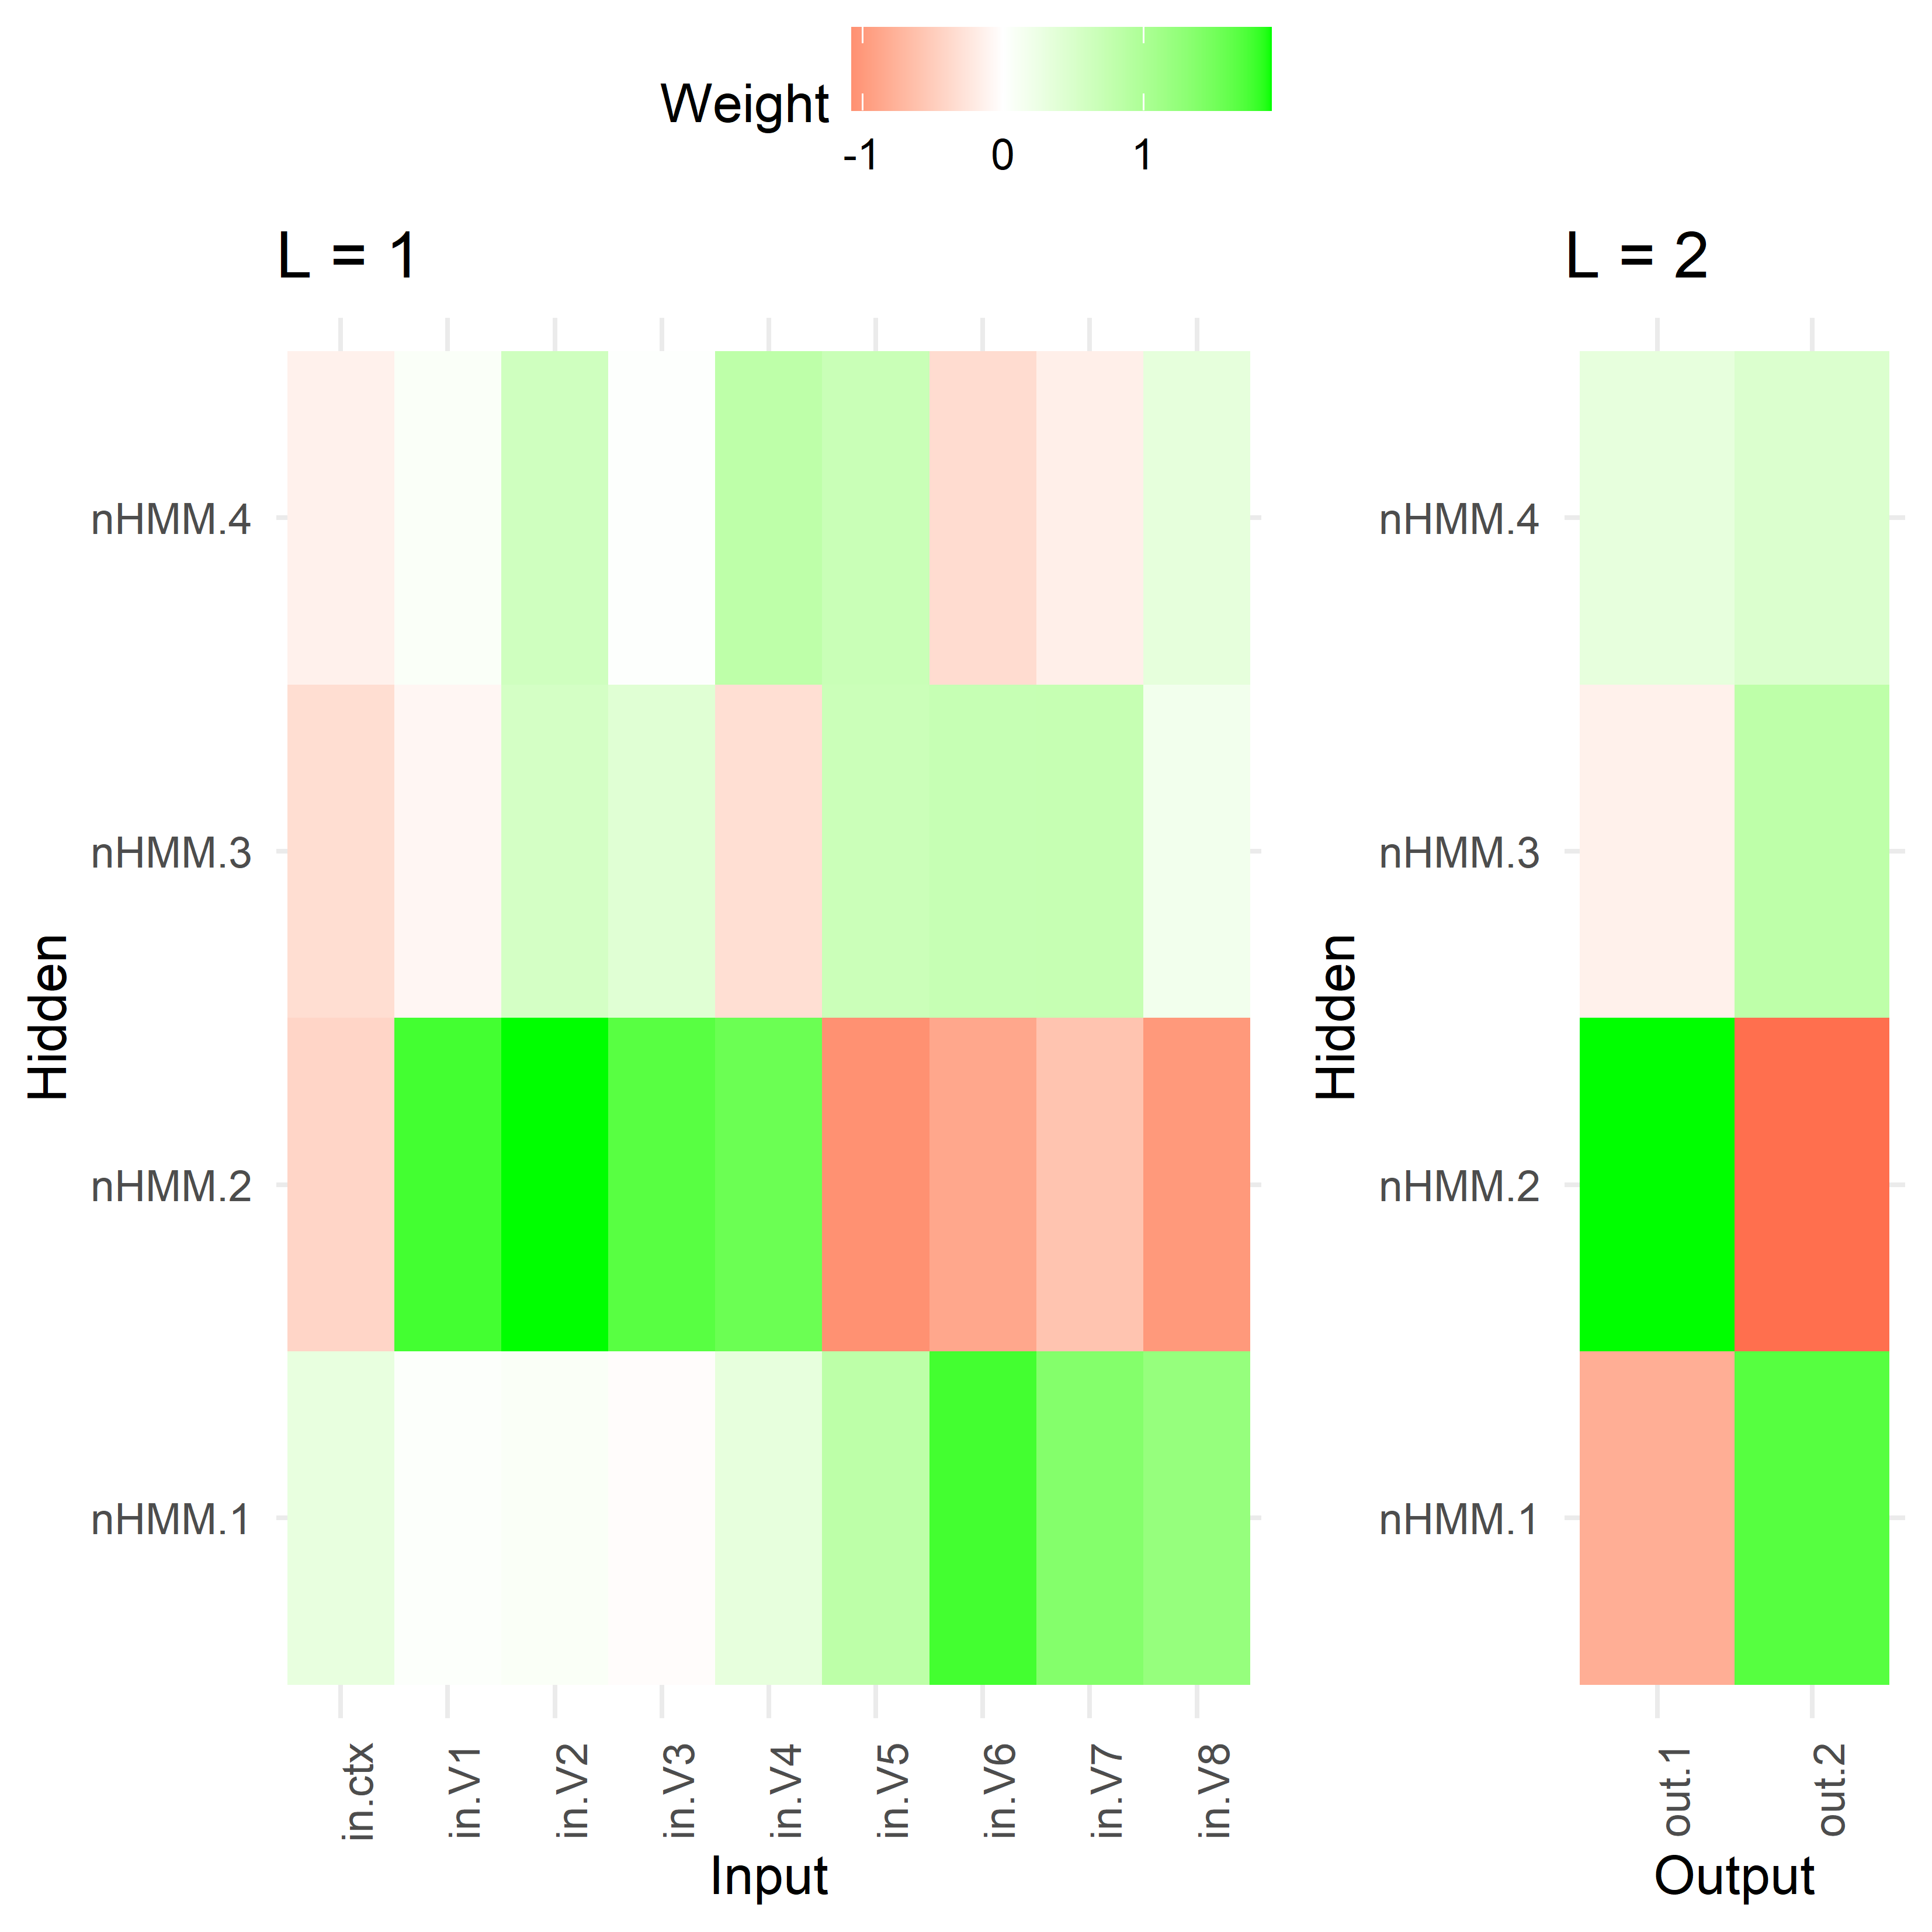 Weight
-1 0 1
L = 1
L = 2
Hidden
nHMM.4
nHMM.3
nHMM.2
nHMM.1
in.ctx in.V1 in.V2 in.V3 in.V4 in.V5 in.V6 in.V7 in.V8
Input
Hidden
nHMM.4
nHMM.3
nHMM.2
nHMM.1
out.1 out.2
Output